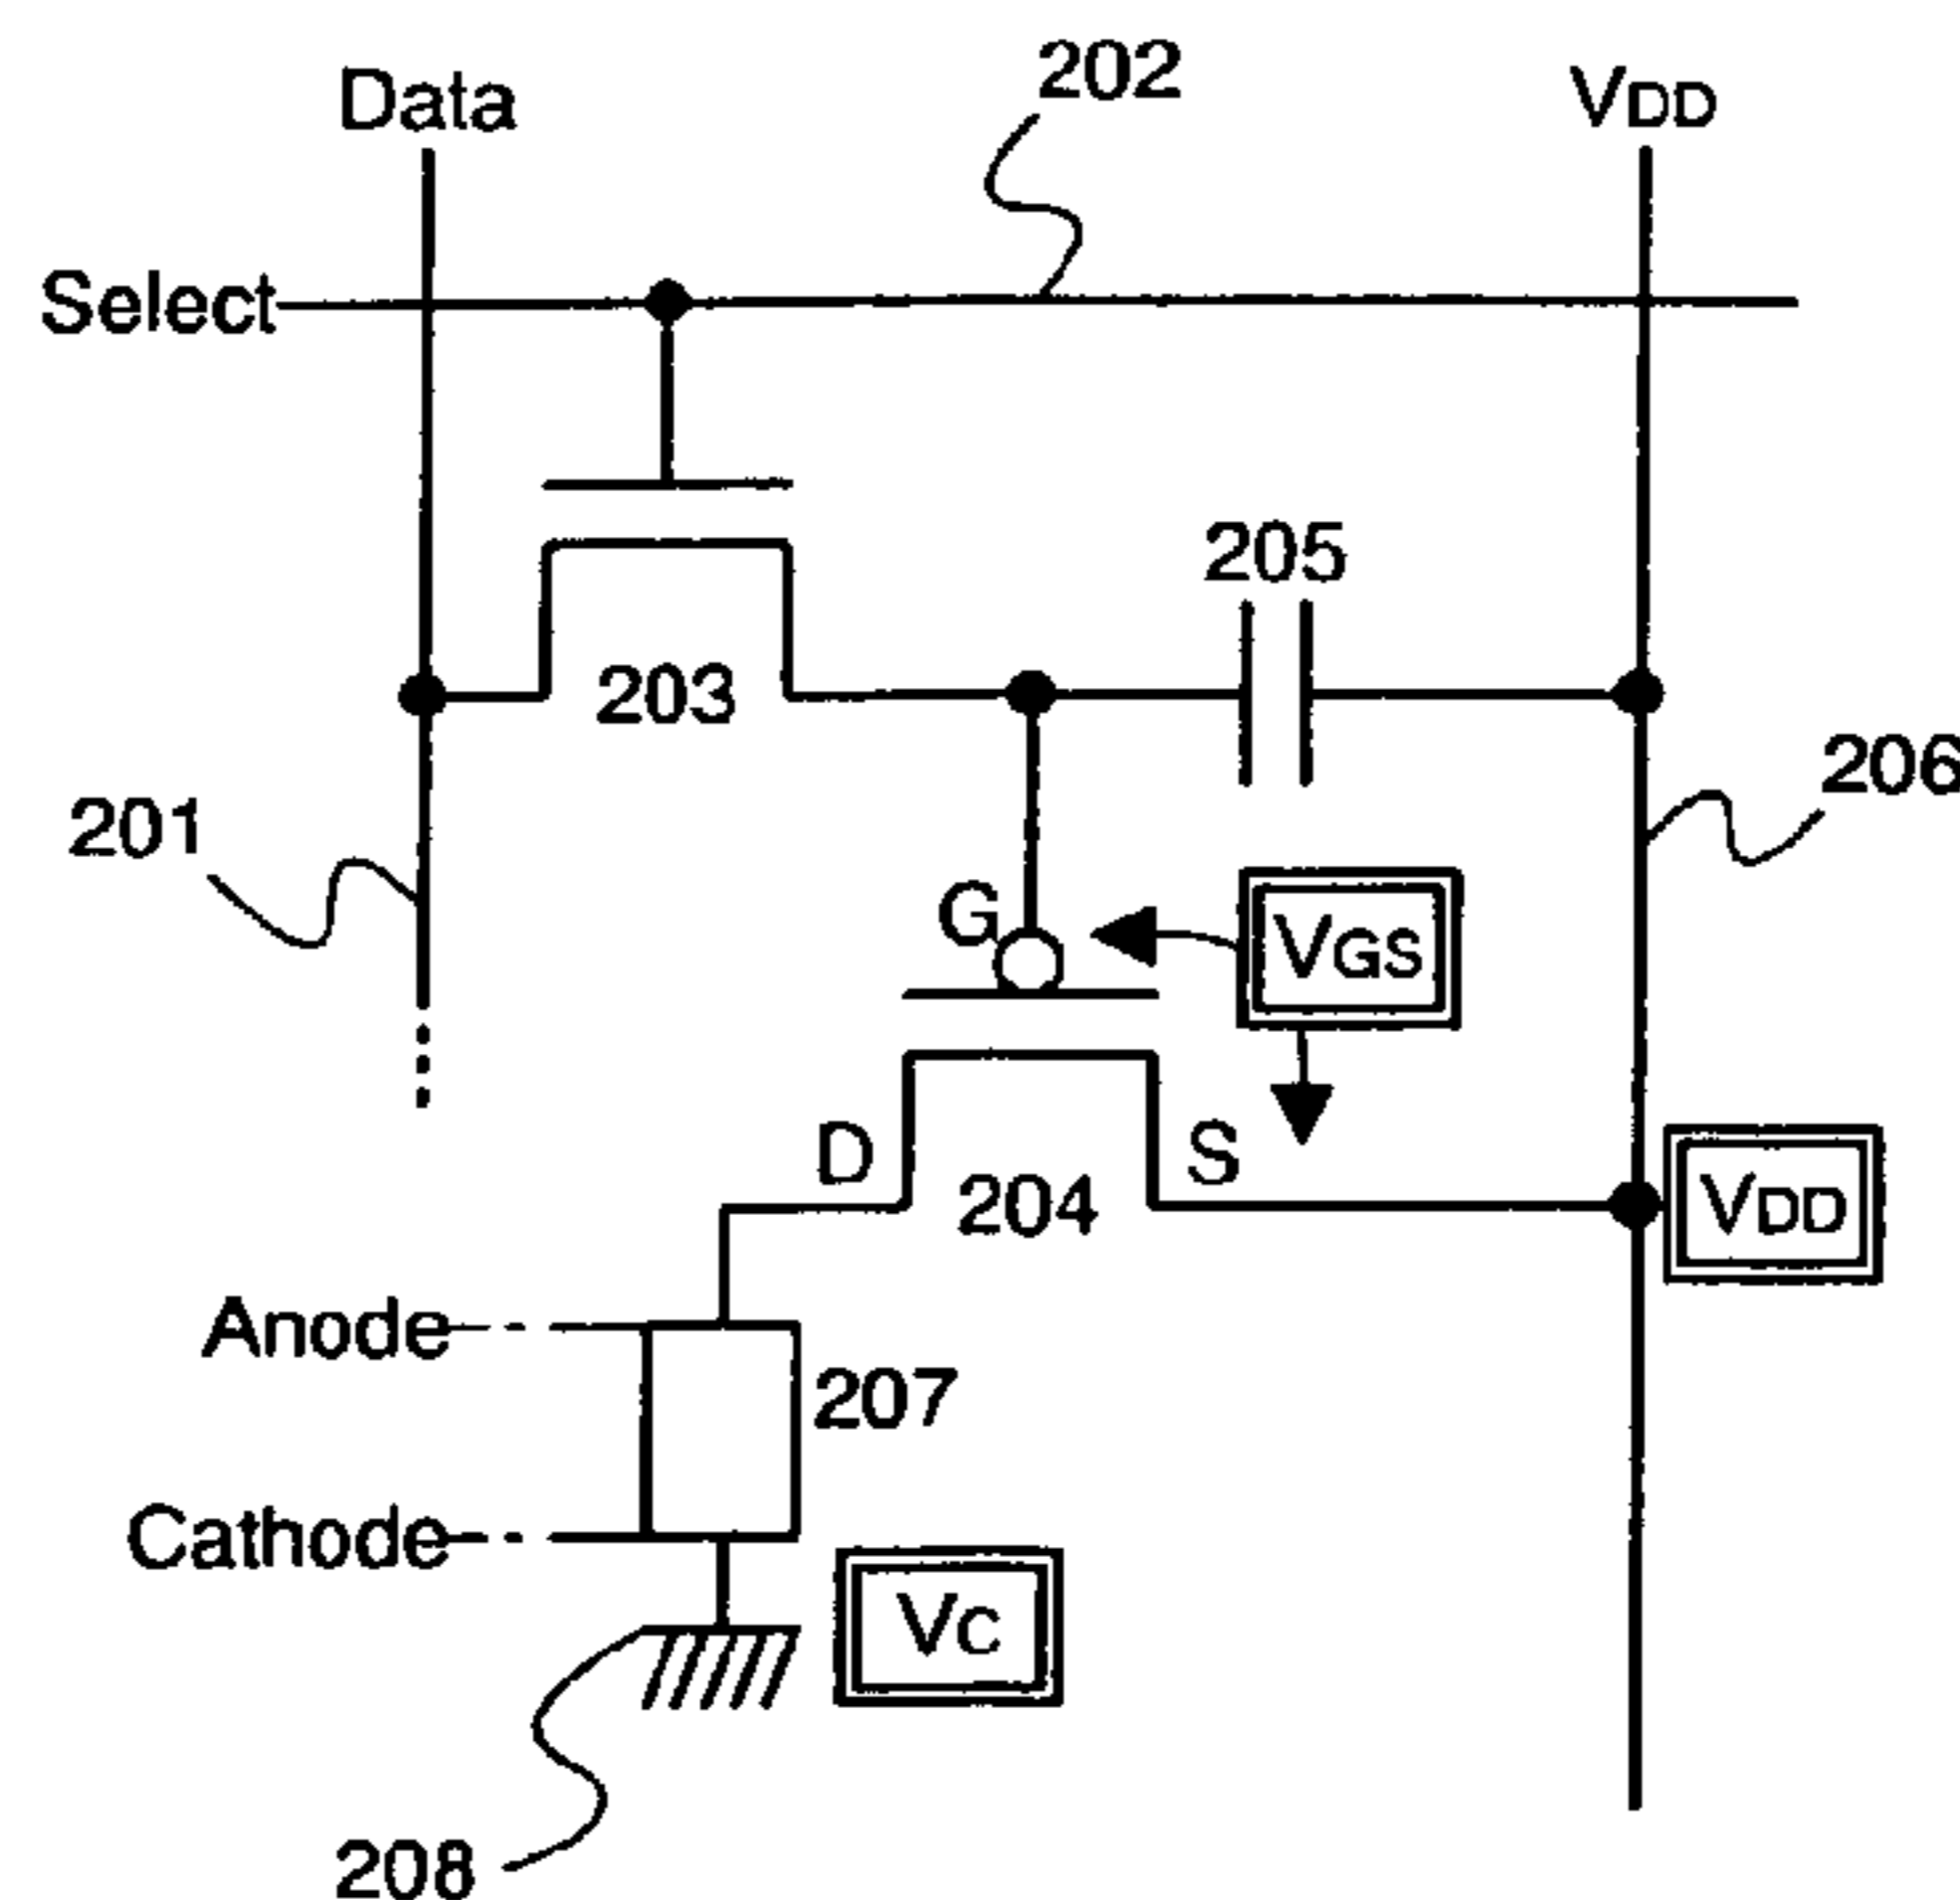 202
Data
VDD
Select
205
203
206
201
G
VGS
D
S
204
VDD
Anode
207
Cathode
VC
208